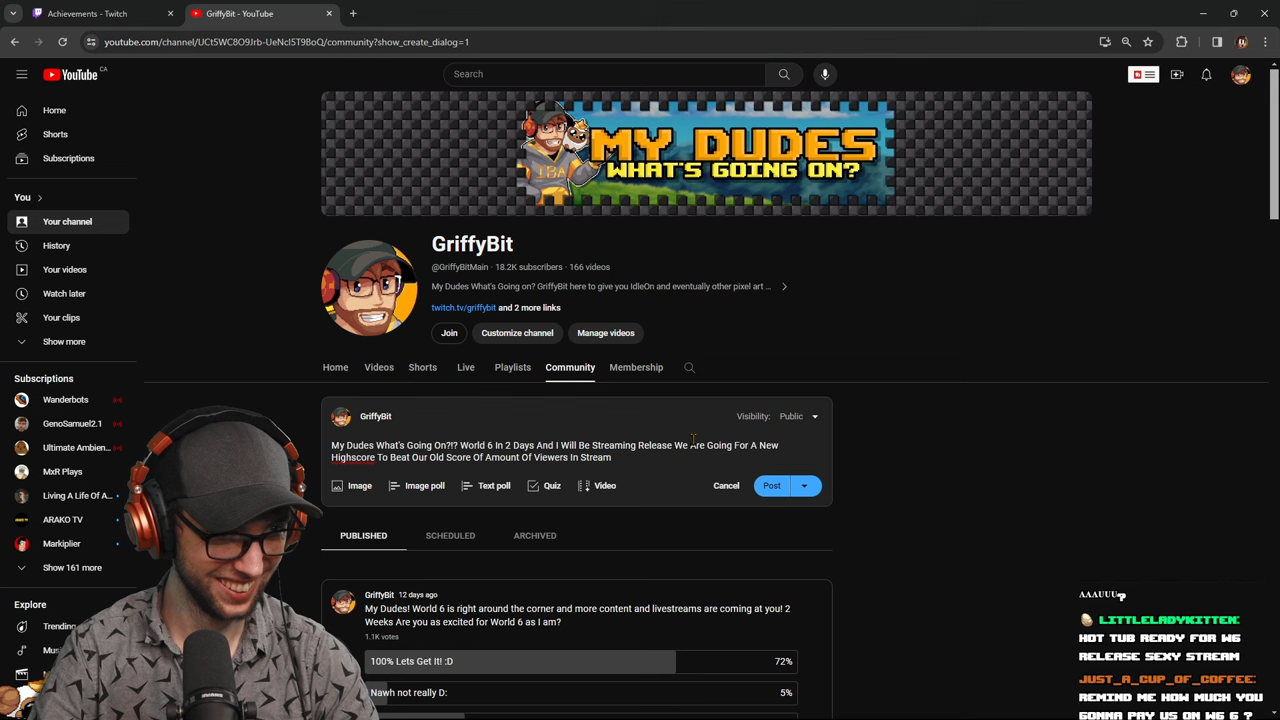 Achievements - Twitch
GriffyBit - YouTube
youtube.com/channel/UCt5WC8O9Jrb-UeNcI5T9BoQ/community?show_create_dialog=1
YouTube CA
Search
Home
Shorts
Subscriptions
You
Your channel
History
Your videos
Watch later
Your clips
Show more
Subscriptions
Wanderbots
GenoSamuel2.1
Ultimate Ambien...
MxR Plays
Living A Life Of A...
ARAKO TV
Markiplier
Show 161 more
Explore
Trending
Mu
MY DUDES
WHAT'S GOING ON?
GriffyBit
@GriffyBitMain · 18.2K subscribers · 166 videos
My Dudes What's Going on? GriffyBit here to give you IdleOn and eventually other pixel art ...
twitch.tv/griffybit and 2 more links
Join
Customize channel
Manage videos
Home
Videos
Shorts
Live
Playlists
Community
Membership
GriffyBit
Visibility: Public
My Dudes What's Going On?!? World 6 In 2 Days And I Will Be Streaming Release We Are Going For A New
Highscore To Beat Our Old Score Of Amount Of Viewers In Stream
Image
Image poll
Text poll
Quiz
Video
Cancel
Post
PUBLISHED
SCHEDULED
ARCHIVED
GriffyBit 12 days ago
My Dudes! World 6 is right around the corner and more content and livestreams are coming at you! 2
Weeks Are you as excited for World 6 as I am?
1.1K votes
100% Lets Get It! :D
72%
Nawh not really D:
5%
AAAUUU?
LITTLELADYKITTEN:
HOT TUB READY FOR W6
RELEASE SEXY STREAM
JUST_A_CUP_OF_COFFEE:
REMIND ME HOW MUCH YOU
GONNA PAY US ON W6 6 ?